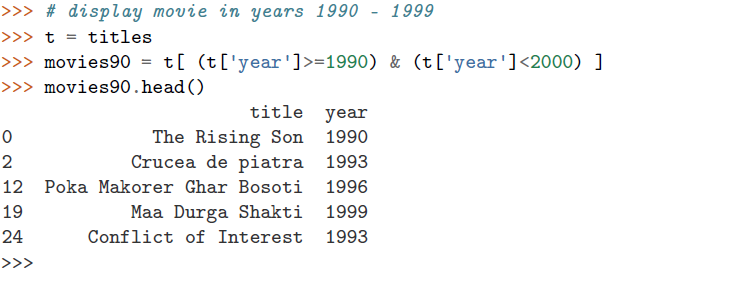 >>> # display movie in years 1990 - 1999
>>> t = titles
>>> movies90 = t[ (t['year']>=1990) & (t['year']<2000) ]
>>> movies90.head()
                       title  year
0             The Rising Son  1990
2           Crucea de piatra  1993
12  Poka Makorer Ghar Bosoti  1996
19          Maa Durga Shakti  1999
24      Conflict of Interest  1993
>>>